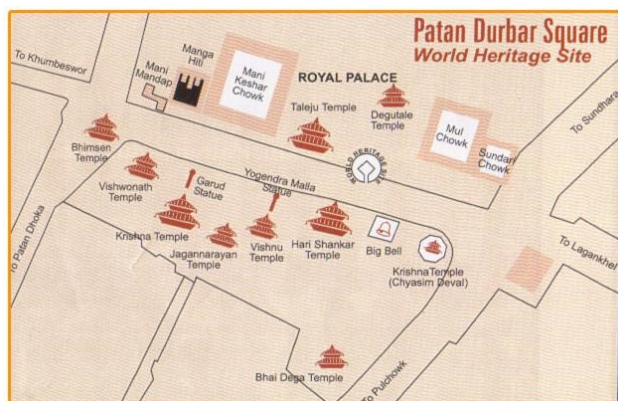 Patan Durbar Square
World Heritage Site
To Khumbeswor
Mani
Mandap
Manga
Hiti
Mani
Keshar
Chowk
ROYAL PALACE
Taleju Temple
Degutale
Temple
Mul
Chowk
Sundari
Chowk
To Sundhara
WORLD HERITAGE SITE
Bhimsen
Temple
Vishwonath
Temple
Garud
Statue
Yogendra Malla
Statue
Krishna Temple
Jagannarayan
Temple
Vishnu
Temple
Hari Shankar
Temple
Big Bell
KrishnaTemple
(Chyasim Deval)
To Lagankhel
To Patan Dhoka
Bhai Dega Temple
To Pulchowk